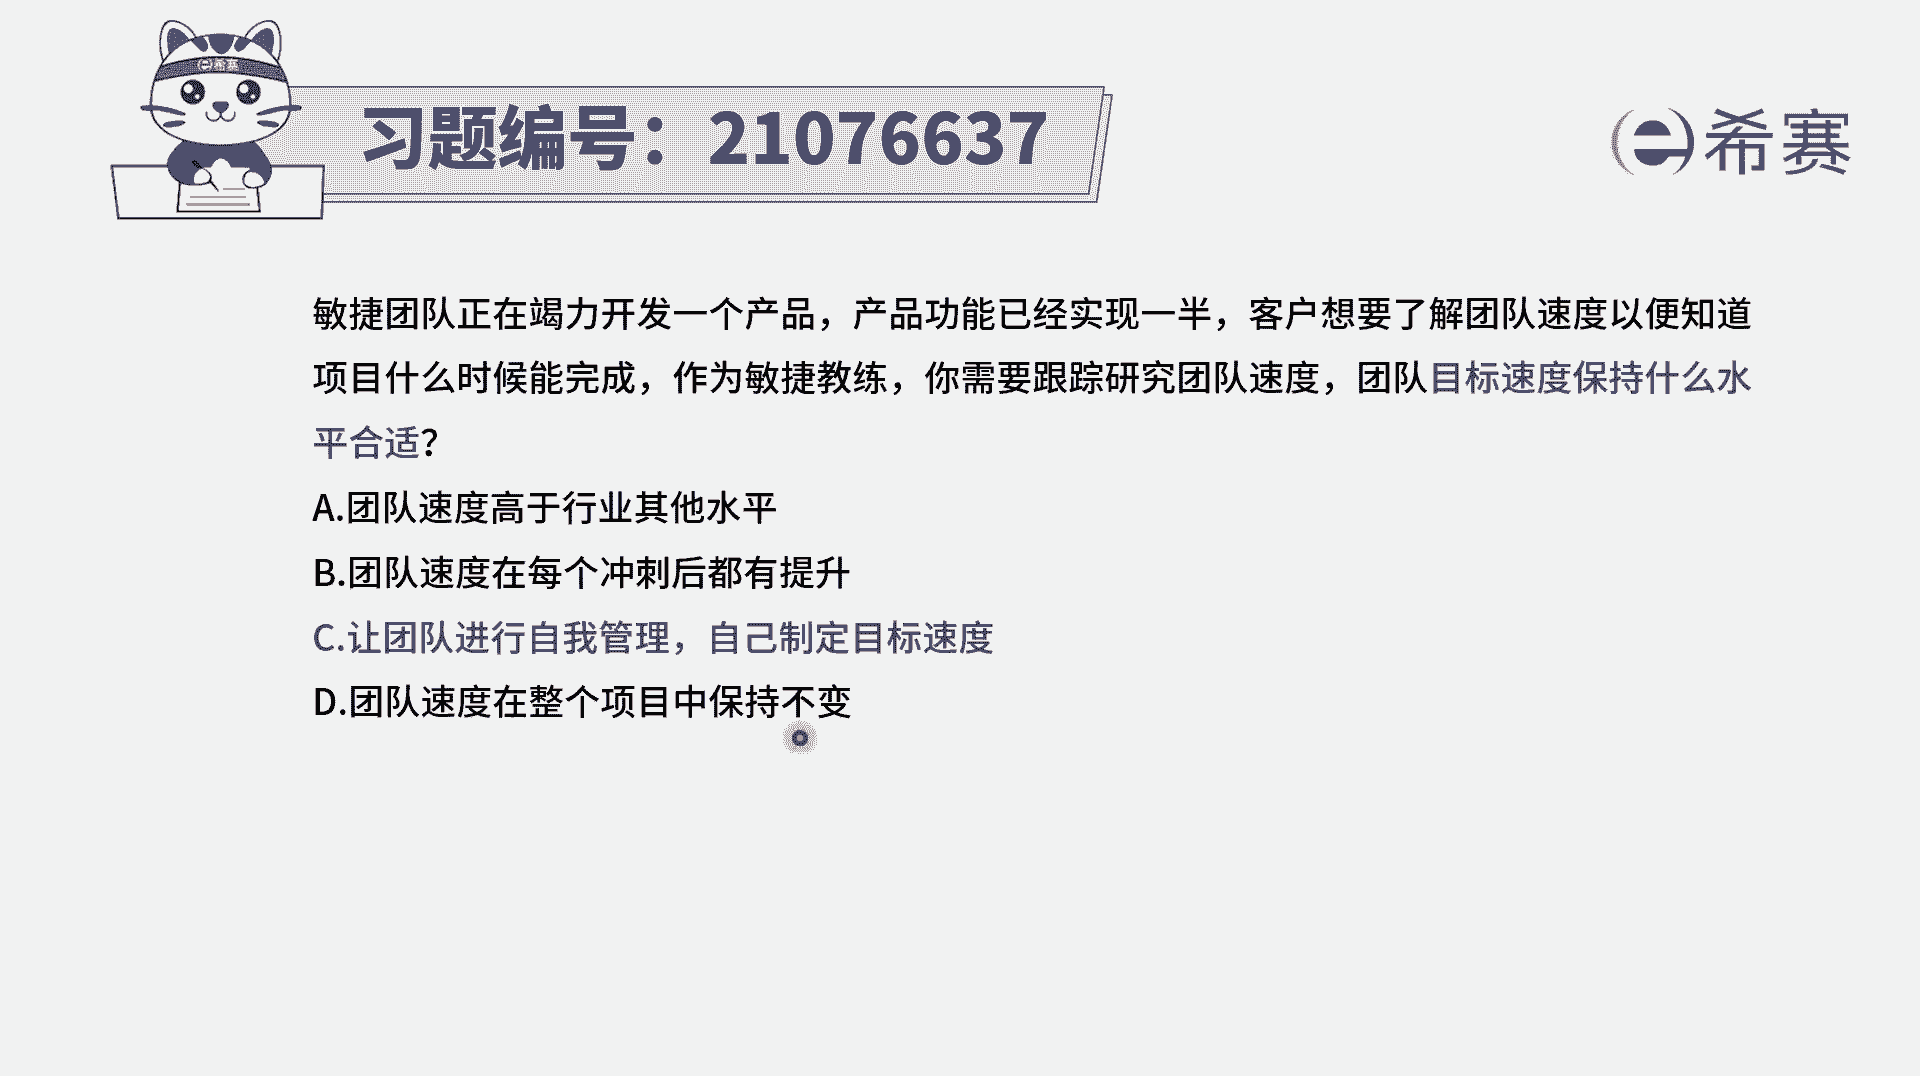 e希赛
习题编号：21076637
e希赛
敏捷团队正在竭力开发一个产品，产品功能已经实现一半，客户想要了解团队速度以便知道
项目什么时候能完成，作为敏捷教练，你需要跟踪研究团队速度，团队目标速度保持什么水
平合适？
A.团队速度高于行业其他水平
B.团队速度在每个冲刺后都有提升
C.让团队进行自我管理，自己制定目标速度
D.团队速度在整个项目中保持不变